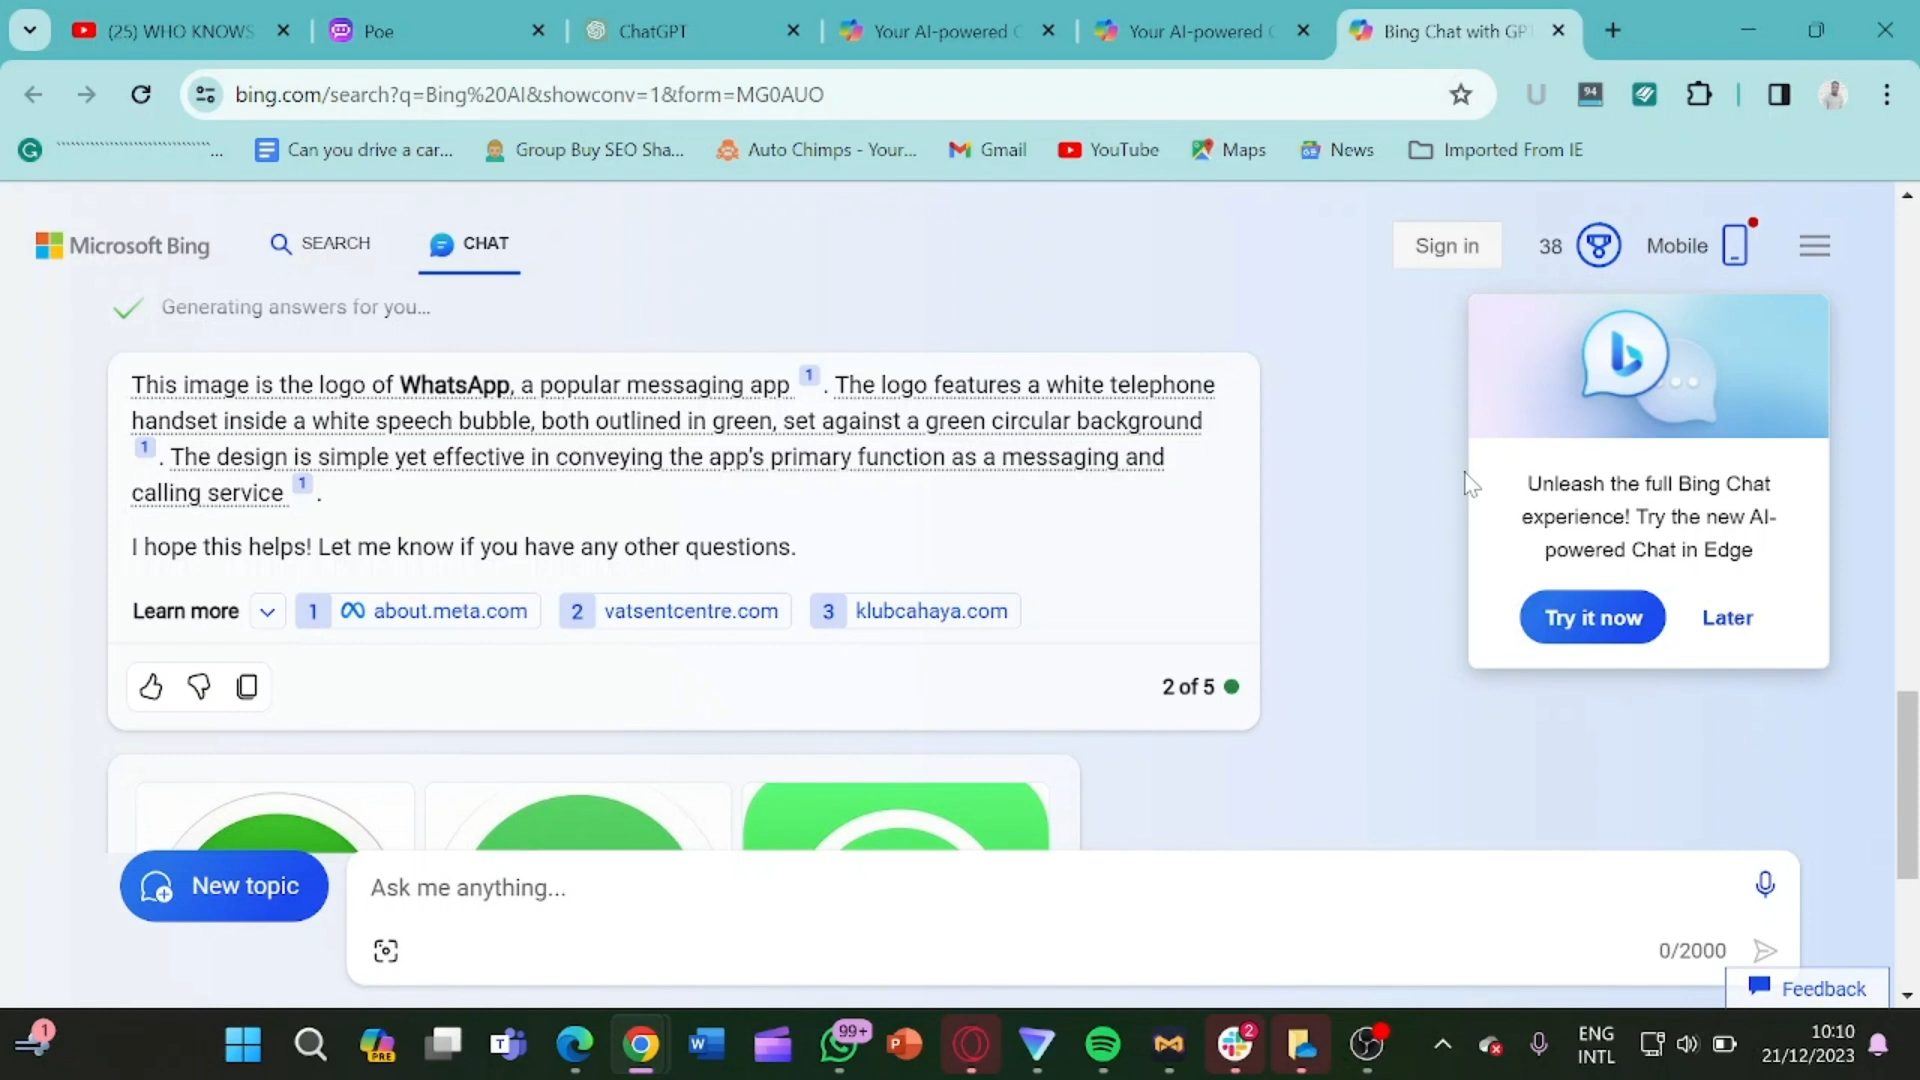 (25) WHO KNOWS
Poe
ChatGPT
Your AI-powered C
Your AI-powered C
Bing Chat with GP
bing.com/search?q=Bing%20AI&showconv=1&form=MG0AUO
U
94
...
Can you drive a car...
Group Buy SEO Sha...
Auto Chimps - Your...
Gmail
YouTube
Maps
News
Imported From IE
Microsoft Bing
SEARCH
CHAT
Sign in
38
Mobile
Generating answers for you...
This image is the logo of WhatsApp, a popular messaging app 1 . The logo features a white telephone
handset inside a white speech bubble, both outlined in green, set against a green circular background
1 . The design is simple yet effective in conveying the app's primary function as a messaging and
calling service 1 .
I hope this helps! Let me know if you have any other questions.
Learn more
1 about.meta.com
2 vatsentcentre.com
3 klubcahaya.com
2 of 5
Unleash the full Bing Chat
experience! Try the new AI-
powered Chat in Edge
Try it now
Later
New topic
Ask me anything...
0/2000
Feedback
1
PRE
99+
2
ENG
INTL
10:10
21/12/2023